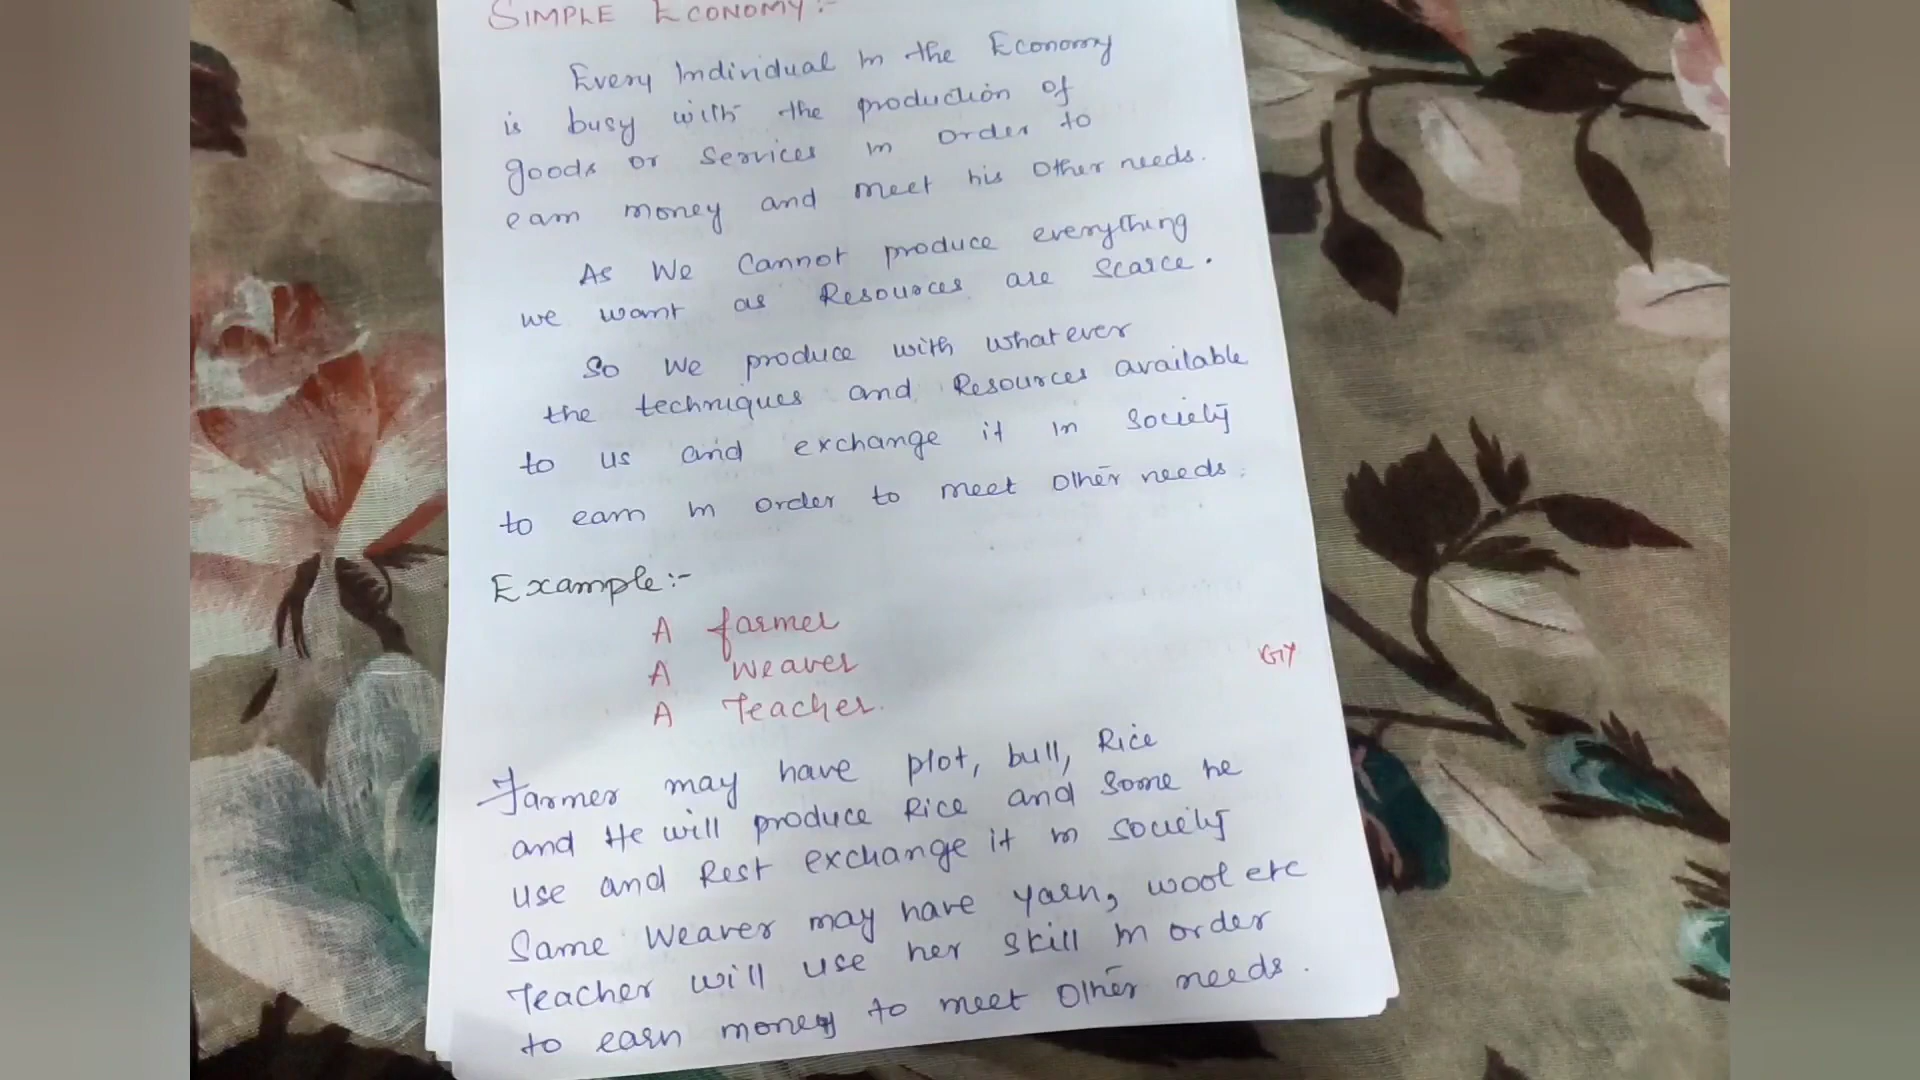 SIMPLE ECONOMY:-
Every Individual in the Economy
is busy with the production of
goods or services in order to
earn money and meet his other needs.
As We Cannot produce everything
we want as Resources are Scarce.
So We produce with whatever
the techniques and Resources available
to us and exchange it in Society
to earn in order to meet other needs.
Example:-
A farmer
A Weaver
A Teacher.
Farmer may have plot, bull, Rice
and He will produce Rice and Some he
use and Rest exchange it in Society
Same Weaver may have yarn, wool etc
Teacher will use her skill in order
to earn money to meet other needs.